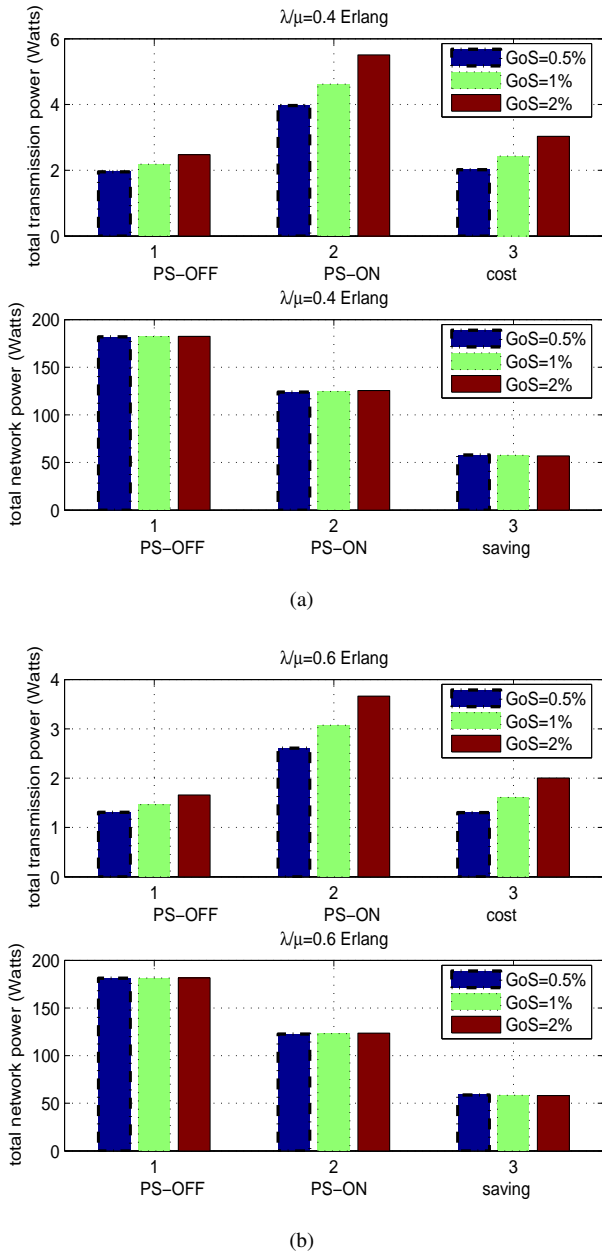 λ/μ=0.4 Erlang
total transmission power (Watts)
6
4
2
0
GoS=0.5%
GoS=1%
GoS=2%
1
2
3
PS−OFF
PS−ON
cost
λ/μ=0.4 Erlang
total network power (Watts)
200
150
100
50
0
GoS=0.5%
GoS=1%
GoS=2%
1
2
3
PS−OFF
PS−ON
saving
(a)
λ/μ=0.6 Erlang
total transmission power (Watts)
4
3
2
1
0
GoS=0.5%
GoS=1%
GoS=2%
1
2
3
PS−OFF
PS−ON
cost
λ/μ=0.6 Erlang
total network power (Watts)
200
150
100
50
0
GoS=0.5%
GoS=1%
GoS=2%
1
2
3
PS−OFF
PS−ON
saving
(b)